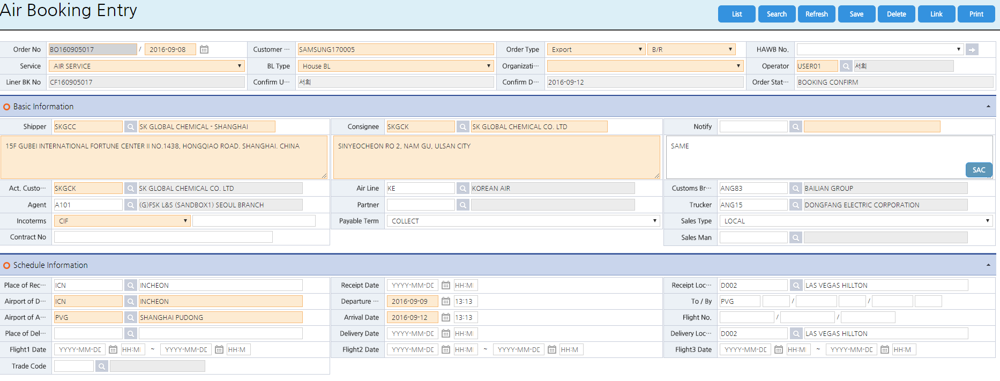 Air Booking Entry
List Search Refresh Save Delete Link Print
Order No BO160905017 / 2016-09-08 Customer ··· SAMSUNG170005 Order Type Export B/R HAWB No.
Service AIR SERVICE BL Type House BL Organizati··· Operator USER01 서희
Liner BK No CF160905017 Confirm U··· 서희 Confirm D··· 2016-09-12 Order Stat··· BOOKING CONFIRM
Basic Information
Shipper SKGCC SK GLOBAL CHEMICAL - SHANGHAI Consignee SKGCK SK GLOBAL CHEMICAL CO. LTD Notify
15F GUBEI INTERNATIONAL FORTUNE CENTER II NO.1438, HONGQIAO ROAD. SHANGHAI. CHINA SINYEOCHEON RO 2, NAM GU, ULSAN CITY SAME
SAC
Act. Custo··· SKGCK SK GLOBAL CHEMICAL CO. LTD Air Line KE KOREAN AIR Customs Br··· ANG83 BAILIAN GROUP
Agent A101 (G)FSK L&S (SANDBOX1) SEOUL BRANCH Partner Trucker ANG15 DONGFANG ELECTRIC CORPORATION
Incoterms CIF Payable Term COLLECT Sales Type LOCAL
Contract No Sales Man
Schedule Information
Place of Rec··· ICN INCHEON Receipt Date YYYY-MM-DD HH:MI Receipt Loc··· D002 LAS VEGAS HILLTON
Airport of D··· ICN INCHEON Departure ··· 2016-09-09 13:13 To / By PVG / /
Airport of A··· PVG SHANGHAI PUDONG Arrival Date 2016-09-12 13:13 Flight No. / /
Place of Del··· Delivery Date YYYY-MM-DD HH:MI Delivery Loc··· D002 LAS VEGAS HILLTON
Flight1 Date YYYY-MM-DD HH:MI ~ YYYY-MM-DD HH:M Flight2 Date YYYY-MM-DD HH:MI ~ YYYY-MM-DD HH:M Flight3 Date YYYY-MM-DD HH:MI ~ YYYY-MM-DD HH:M
Trade Code